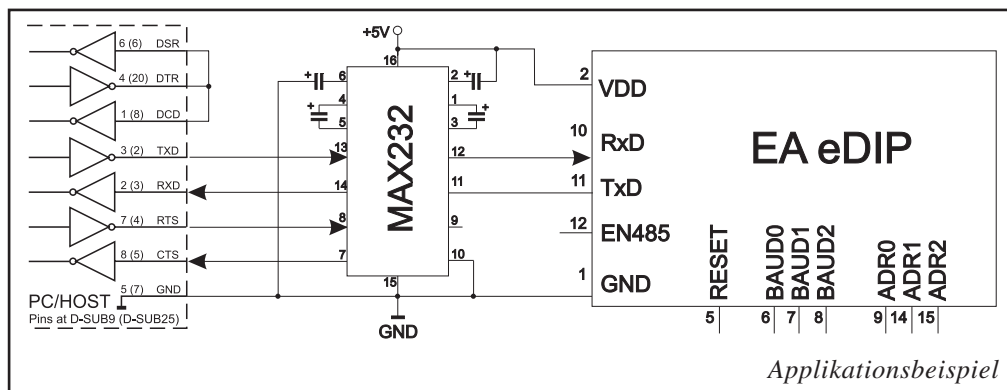 6 (6) DSR
4 (20) DTR
1 (8) DCD
3 (2) TXD
2 (3) RXD
7 (4) RTS
8 (5) CTS
5 (7) GND
PC/HOST
Pins at D-SUB9 (D-SUB25)
+5V
16
+ 6
+ 4
5
13
14
8
7
15
MAX232
2 +
1 +
3
12
11
9
10
GND
2 VDD
10 RxD
11 TxD
12 EN485
1 GND
EA eDIP
RESET
BAUD0
BAUD1
BAUD2
ADR0
ADR1
ADR2
5 6 7 8 9 14 15
Applikationsbeispiel